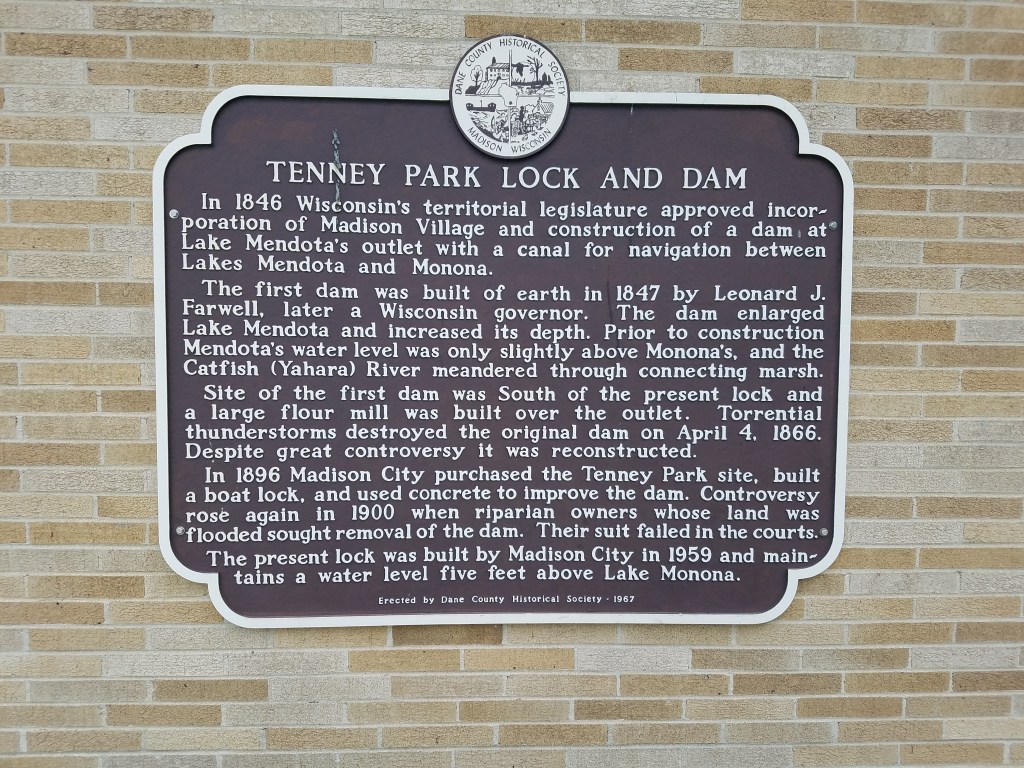 DANE COUNTY HISTORICAL SOCIETY
MADISON WISCONSIN
TENNEY PARK LOCK AND DAM
In 1846 Wisconsin's territorial legislature approved incor-
poration of Madison Village and construction of a dam at
Lake Mendota's outlet with a canal for navigation between
Lakes Mendota and Monona.
The first dam was built of earth in 1847 by Leonard J.
Farwell, later a Wisconsin governor. The dam enlarged
Lake Mendota and increased its depth. Prior to construction
Mendota's water level was only slightly above Monona's, and the
Catfish (Yahara) River meandered through connecting marsh.
Site of the first dam was South of the present lock and
a large flour mill was built over the outlet. Torrential
thunderstorms destroyed the original dam on April 4, 1866.
Despite great controversy it was reconstructed.
In 1896 Madison City purchased the Tenney Park site, built
a boat lock, and used concrete to improve the dam. Controversy
rose again in 1900 when riparian owners whose land was
flooded sought removal of the dam. Their suit failed in the courts.
The present lock was built by Madison City in 1959 and main-
tains a water level five feet above Lake Monona.
Erected by Dane County Historical Society - 1967